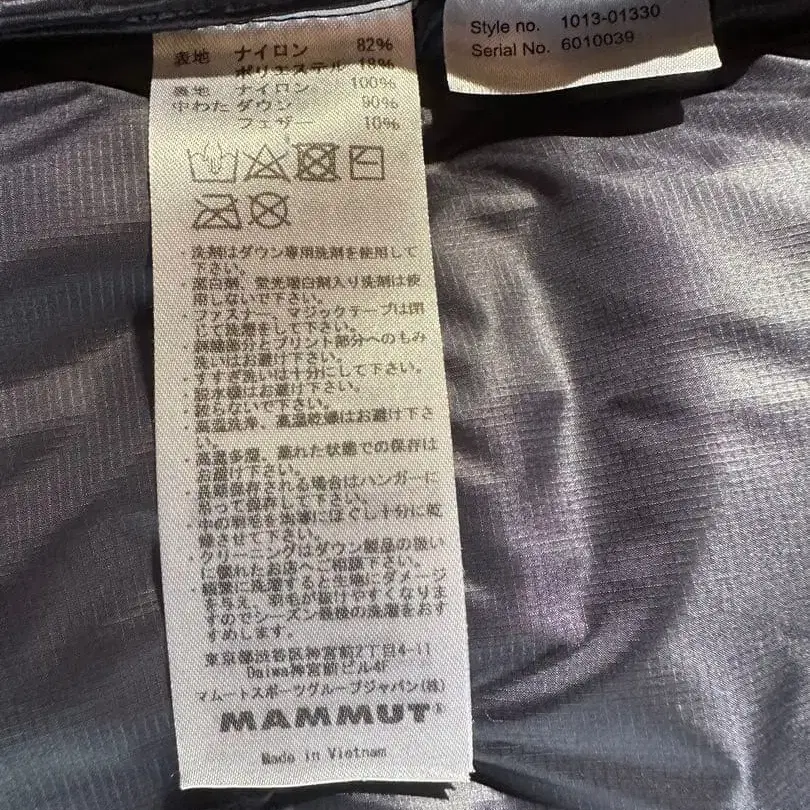 表地 ナイロン 82%
ポリエステル 18%
裏地 ナイロン 100%
中わた ダウン 90%
フェザー 10%
・洗剤はダウン専用洗剤を使用して
下さい。
・漂白剤、蛍光増白剤入り洗剤は使
用しないで下さい。
・ファスナー、マジックテープは閉
じて洗濯をして下さい。
・刺繍部分とプリント部分へのもみ
洗いはお避け下さい。
・すすぎ洗いは十分にして下さい。
・脱水機はお避け下さい。
・絞らないで下さい。
・高温洗浄、高温乾燥はお避け下さ
い。
・高温多湿、濡れた状態での保存は
お避け下さい。
・長期保存される場合はハンガーに
吊って保存して下さい。
・中の羽毛を均等にほぐし十分に乾
燥させて下さい。
・クリーニングはダウン製品の扱い
に優れたお店へご相談下さい。
・頻繁に洗濯すると生地にダメージ
を与え、羽毛が抜けやすくなりま
すのでシーズン最後の洗濯をおす
すめします。
東京都渋谷区神宮前2丁目4-11
Daiwa神宮前ビル4F
マムートスポーツグループジャパン(株)
MAMMUT®
Made in Vietnam
Style no. 1013-01330
Serial No. 6010039